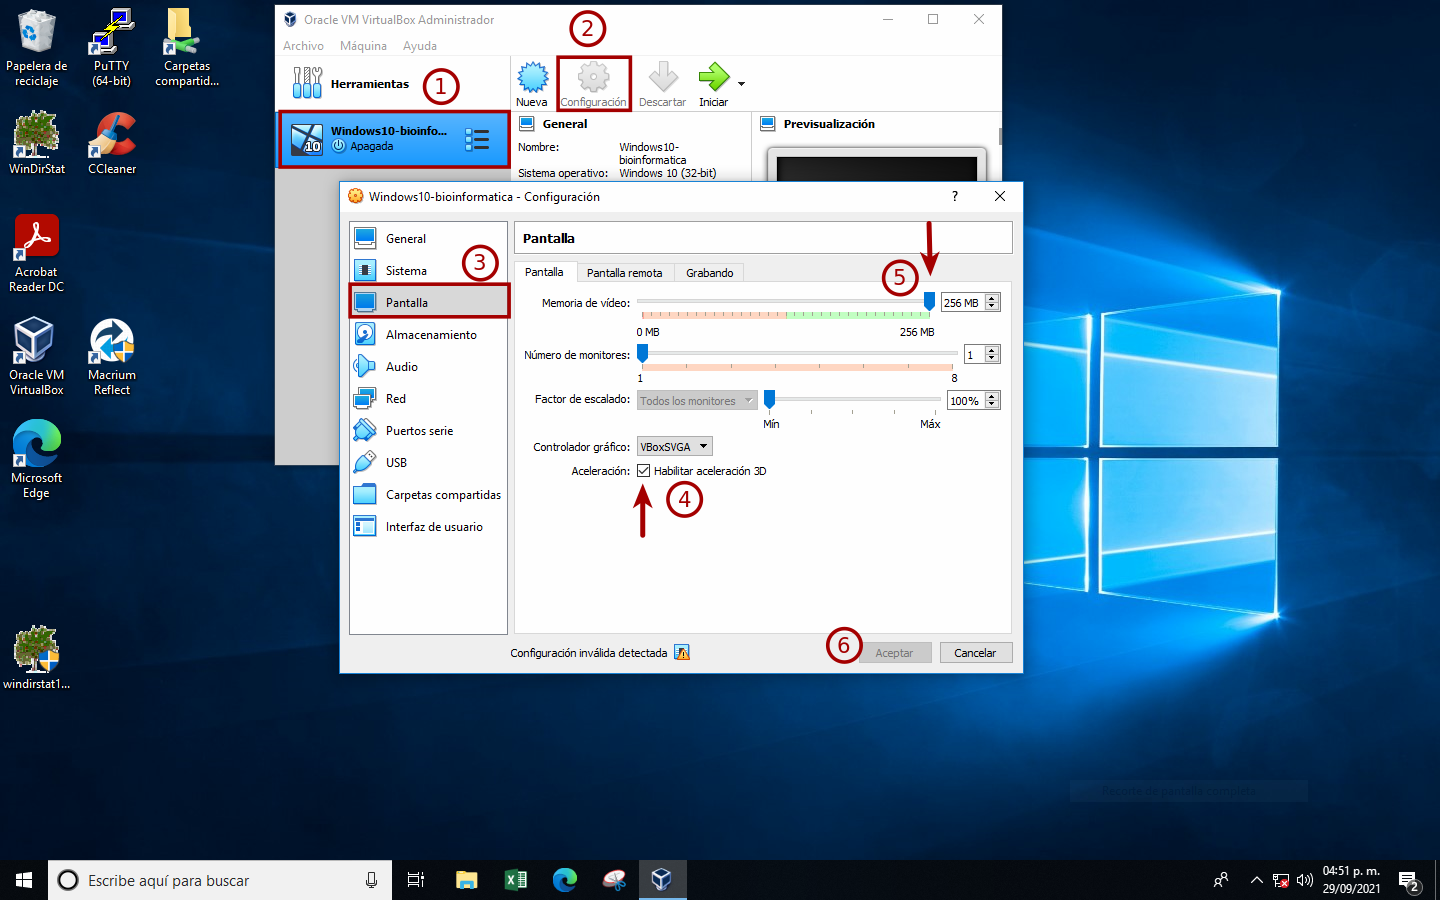 Papelera de
reciclaje
PuTTY
(64-bit)
Carpetas
compartid...
WinDirStat
CCleaner
Acrobat
Reader DC
Oracle VM
VirtualBox
Macrium
Reflect
Microsoft
Edge
windirstat1...
Oracle VM VirtualBox Administrador
Archivo Máquina Ayuda
2
Herramientas
1
Nueva
Configuración
Descartar
Iniciar
Windows10-bioinfo...
Apagada
10
General
Nombre: Windows10-
bioinformatica
Sistema operativo: Windows 10 (32-bit)
Previsualización
Windows10-bioinformatica - Configuración
?
General
Sistema
3
Pantalla
Almacenamiento
Audio
Red
Puertos serie
USB
Carpetas compartidas
Interfaz de usuario
Pantalla
Pantalla Pantalla remota Grabando
5
Memoria de vídeo: 256 MB
0 MB 256 MB
Número de monitores: 1
1 8
Factor de escalado: Todos los monitores 100%
Mín Máx
Controlador gráfico: VBoxSVGA
Aceleración: Habilitar aceleración 3D
4
Configuración inválida detectada
6
Aceptar Cancelar
Recorte de pantalla completa
Escribe aquí para buscar
04:51 p. m.
29/09/2021
2